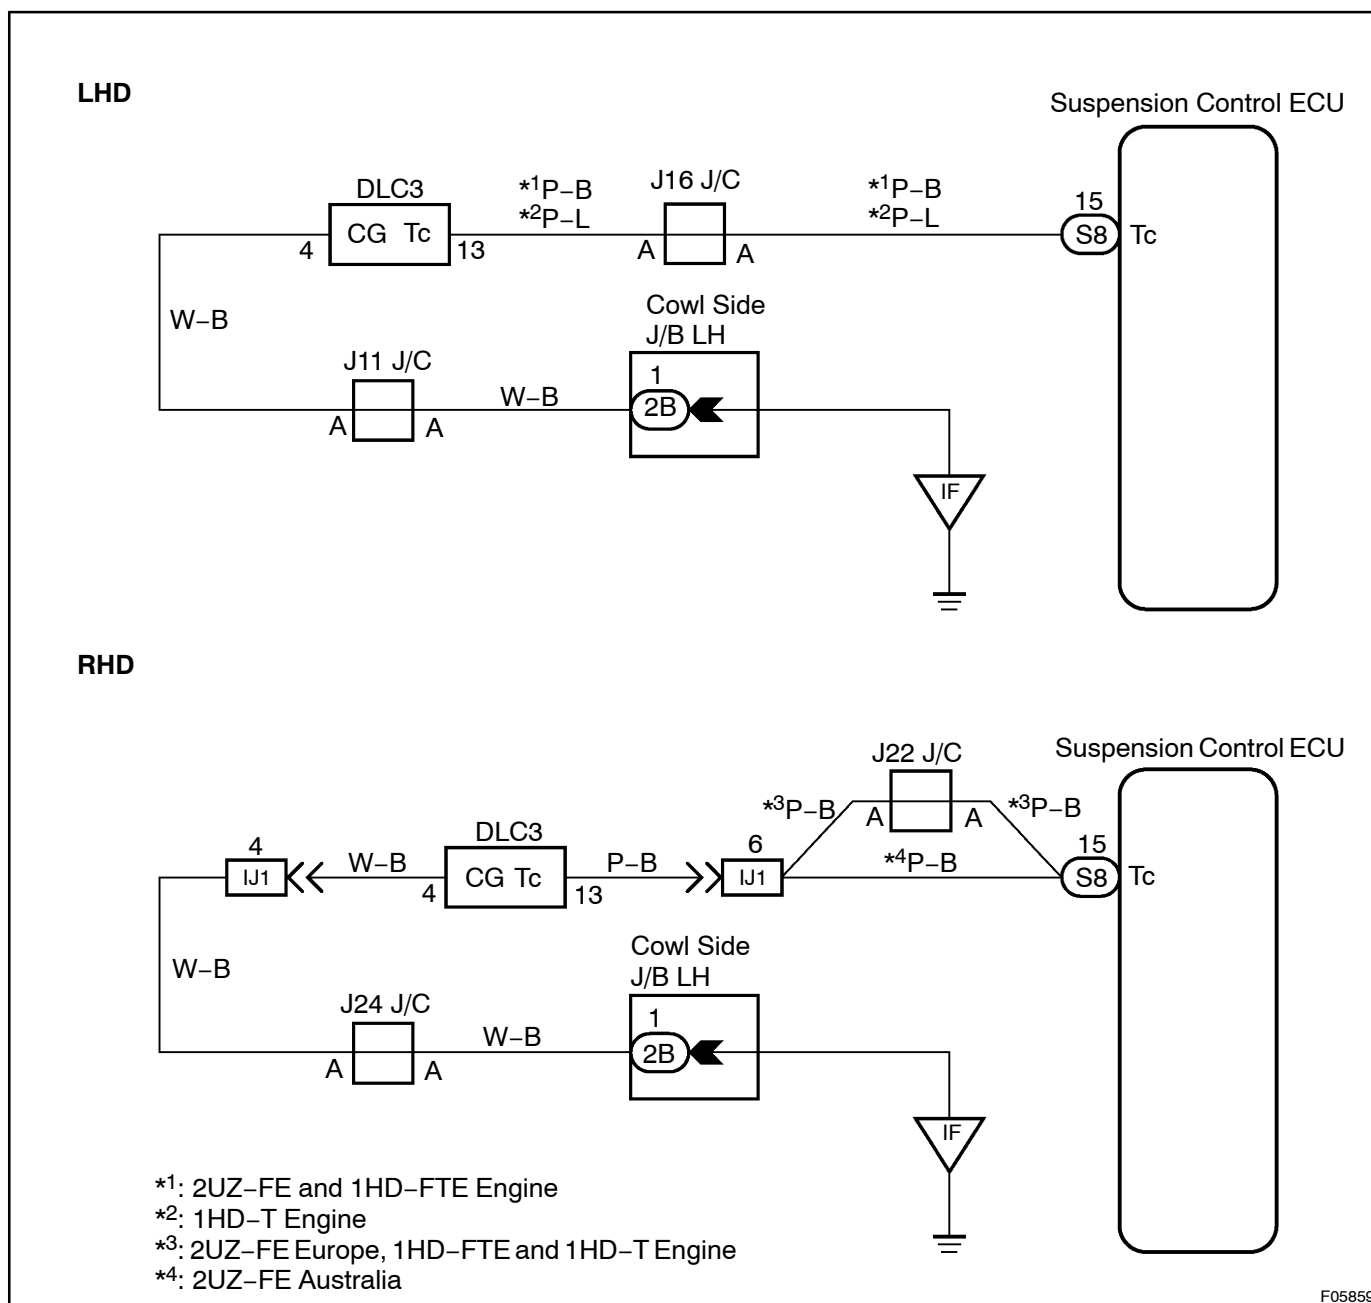 LHD
Suspension Control ECU
DLC3
*1P–B
*2P–L
J16 J/C
*1P–B
*2P–L
15
4
CG Tc
13
A
A
S8
Tc
W–B
Cowl Side
J/B LH
J11 J/C
W–B
1
2B
A
A
IF
RHD
Suspension Control ECU
J22 J/C
*3P–B
A
A
*3P–B
4
IJ1
W–B
DLC3
4
CG Tc
13
P–B
6
IJ1
*4P–B
15
S8
Tc
W–B
Cowl Side
J/B LH
J24 J/C
W–B
1
2B
A
A
IF
*1: 2UZ–FE and 1HD–FTE Engine
*2: 1HD–T Engine
*3: 2UZ–FE Europe, 1HD–FTE and 1HD–T Engine
*4: 2UZ–FE Australia
F05859